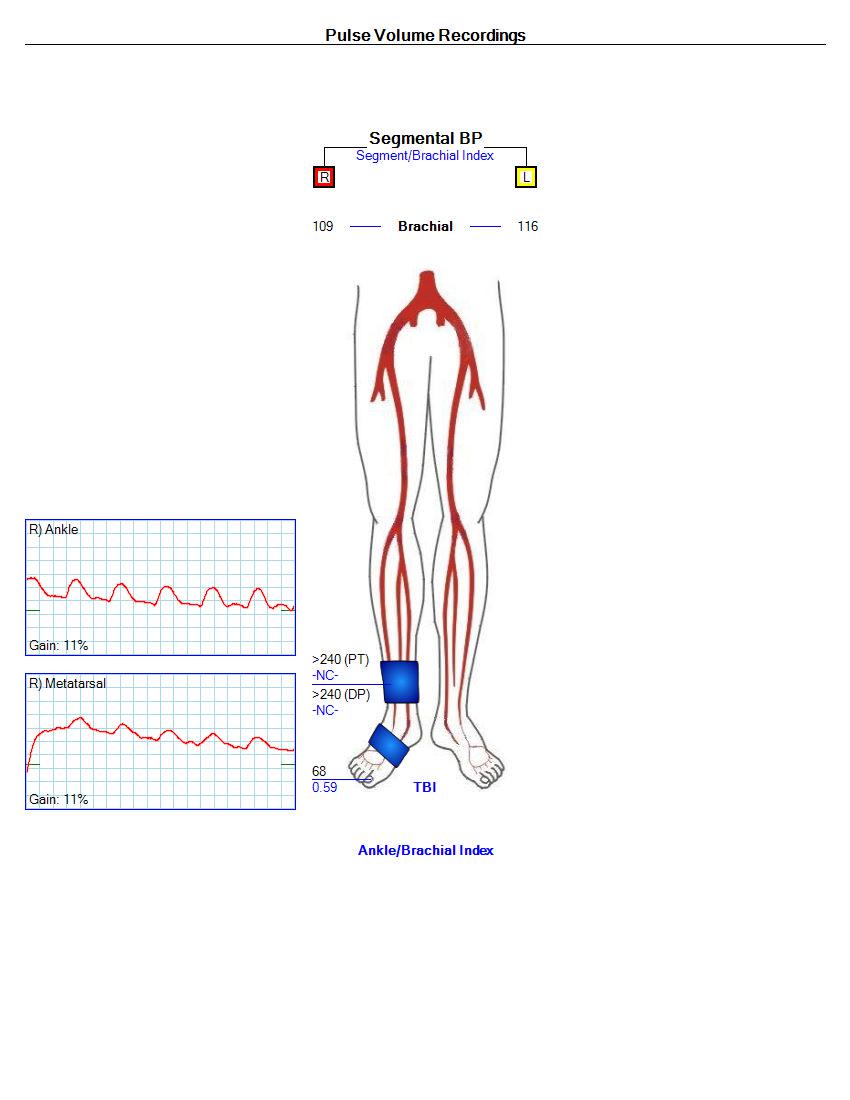 Pulse Volume Recordings
Segmental BP
Segment/Brachial Index
R
L
109
Brachial
116
R) Ankle
Gain: 11%
>240 (PT)
-NC-
>240 (DP)
-NC-
R) Metatarsal
Gain: 11%
68
0.59
TBI
Ankle/Brachial Index